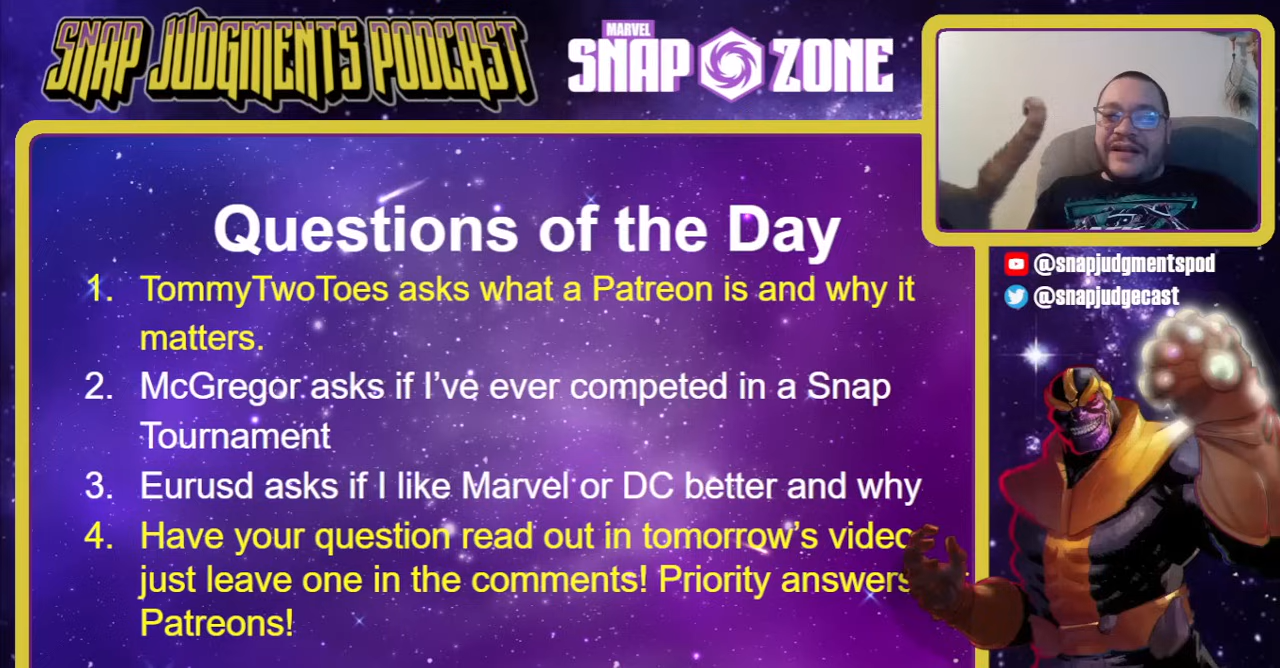 SNAP JUDGMENTS PODCAST
MARVEL
SNAP ZONE
Questions of the Day
1. TommyTwoToes asks what a Patreon is and why it
matters.
2. McGregor asks if I've ever competed in a Snap
Tournament
3. Eurusd asks if I like Marvel or DC better and why
4. Have your question read out in tomorrow's video
just leave one in the comments! Priority answers
Patreons!
@snapjudgmentspod
@snapjudgecast